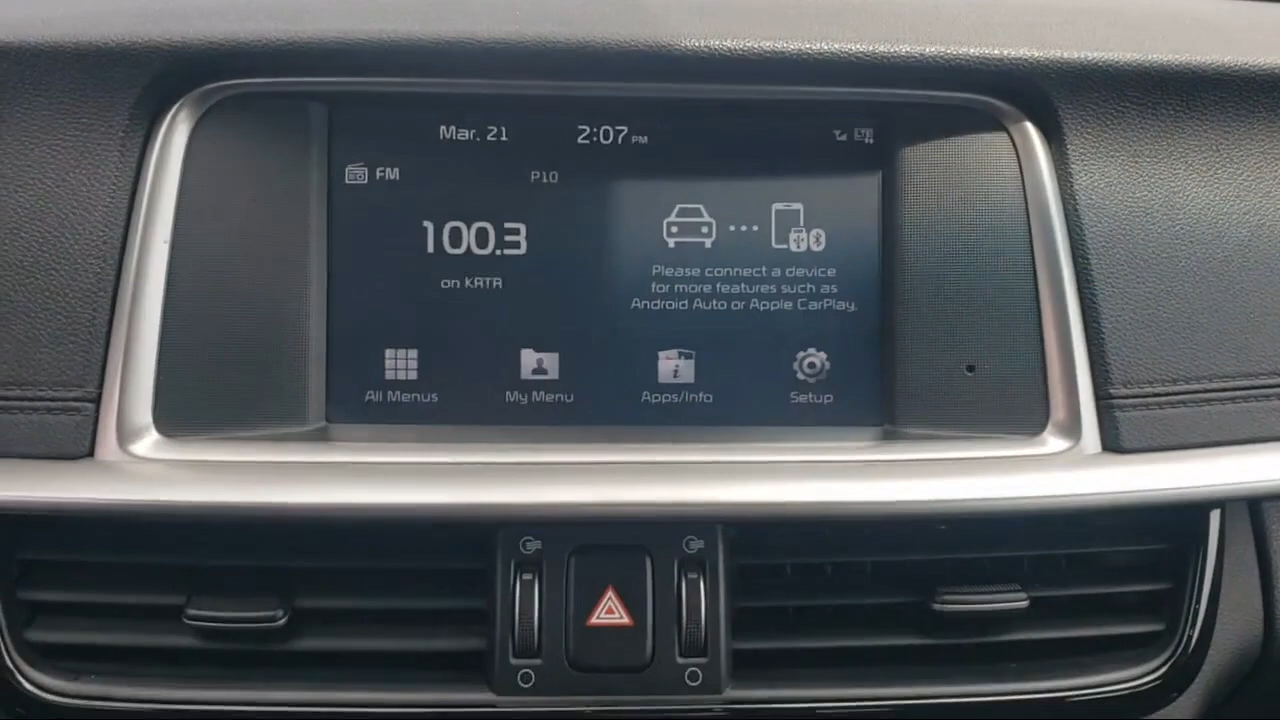 Mar. 21 2:07 PM LTE
FM P10
100.3
on KRTR
Please connect a device
for more features such as
Android Auto or Apple CarPlay.
All Menus My Menu Apps/Info Setup